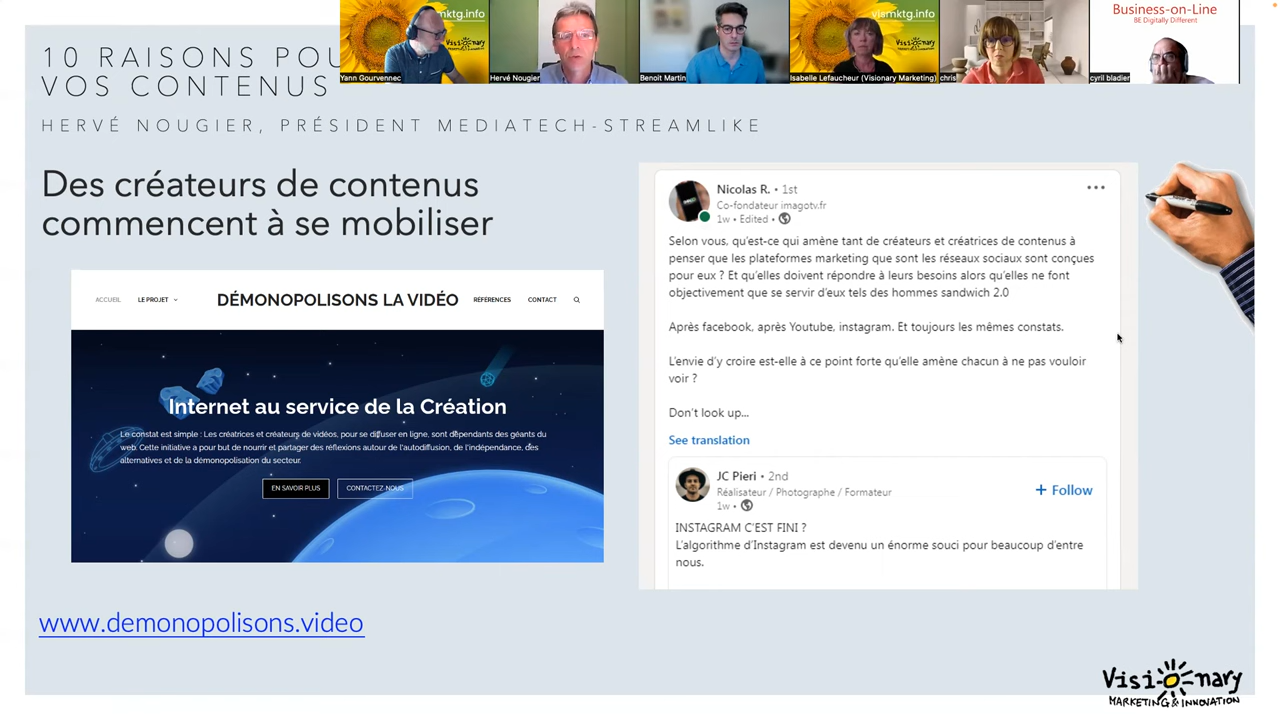 10 RAISONS POU
VOS CONTENUS
vismktg.info
Visionary
Yann Gourvennec
Hervé Nougier
Benoît Martin
vismktg.info
Visionary
Isabelle Lefaucheur (Visionary Marketing)
chris
Business-on-Line
BE Digitally Different
cyril bladier
HERVÉ NOUGIER, PRÉSIDENT MEDIATECH-STREAMLIKE
Des créateurs de contenus
commencent à se mobiliser
ACCUEIL LE PROJET DÉMONOPOLISONS LA VIDÉO RÉFÉRENCES CONTACT
Internet au service de la Création
Le constat est simple : Les créatrices et créateurs de vidéos, pour se diffuser en ligne, sont dépendants des géants du
web. Cette initiative a pour but de nourrir et partager des réflexions autour de l'autodiffusion, de l'indépendance, des
alternatives et de la démonopolisation du secteur.
EN SAVOIR PLUS CONTACTEZ-NOUS
www.demonopolisons.video
Nicolas R. • 1st
Co-fondateur imagotv.fr
1w • Edited •
Selon vous, qu'est-ce qui amène tant de créateurs et créatrices de contenus à
penser que les plateformes marketing que sont les réseaux sociaux sont conçues
pour eux ? Et qu'elles doivent répondre à leurs besoins alors qu'elles ne font
objectivement que se servir d'eux tels des hommes sandwich 2.0
Après facebook, après Youtube, instagram. Et toujours les mêmes constats.
L'envie d'y croire est-elle à ce point forte qu'elle amène chacun à ne pas vouloir
voir ?
Don't look up...
See translation
JC Pieri • 2nd
Réalisateur / Photographe / Formateur
1w •
+ Follow
INSTAGRAM C'EST FINI ?
L'algorithme d'Instagram est devenu un énorme souci pour beaucoup d'entre
nous.
Visionary
MARKETING & INNOVATION